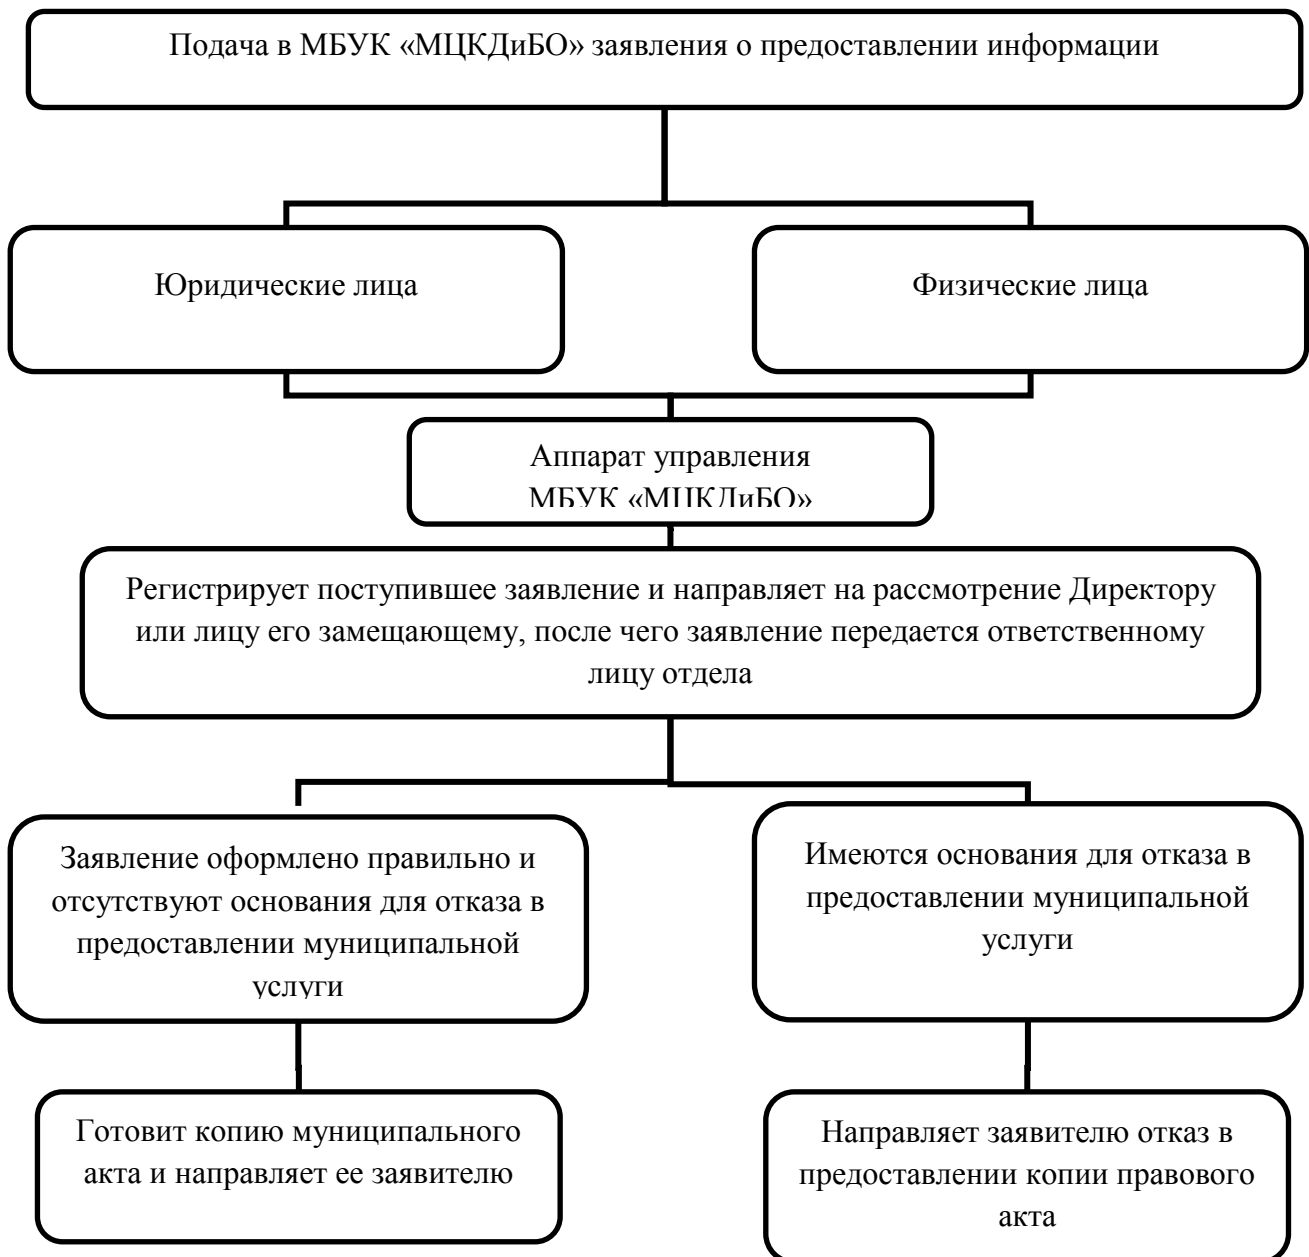 Подача в МБУК «МЦКДиБО» заявления о предоставлении информации
Юридические лица
Физические лица
Аппарат управления
МБУК «МЦКДиБО»
Регистрирует поступившее заявление и направляет на рассмотрение Директору
или лицу его замещающему, после чего заявление передается ответственному
лицу отдела
Заявление оформлено правильно и
отсутствуют основания для отказа в
предоставлении муниципальной
услуги
Имеются основания для отказа в
предоставлении муниципальной
услуги
Готовит копию муниципального
акта и направляет ее заявителю
Направляет заявителю отказ в
предоставлении копии правового
акта